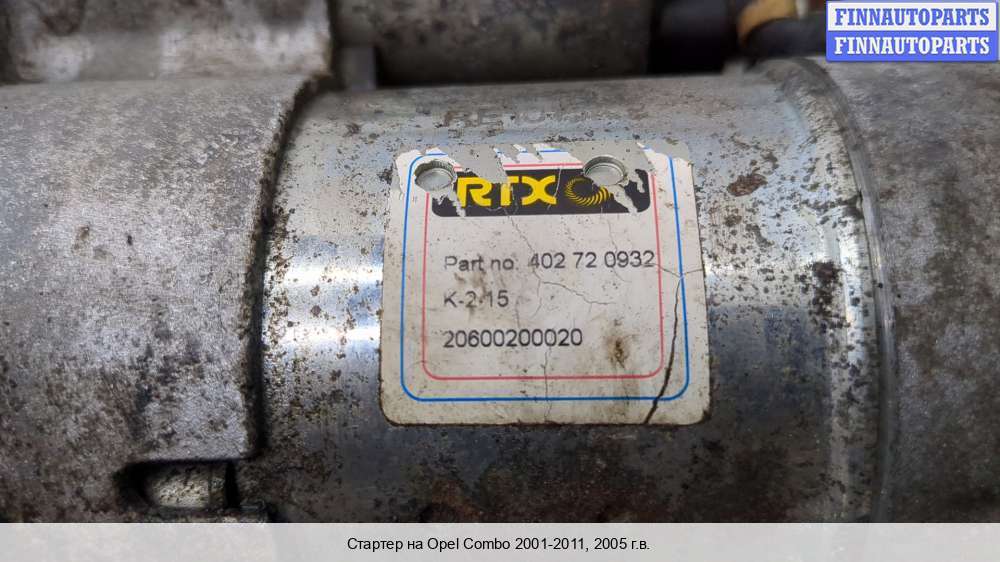 FINNAUTOPARTS
FINNAUTOPARTS
RTX
Part no. 402 72 0932
K-2-15
20600200020
Стартер на Opel Combo 2001-2011, 2005 г.в.